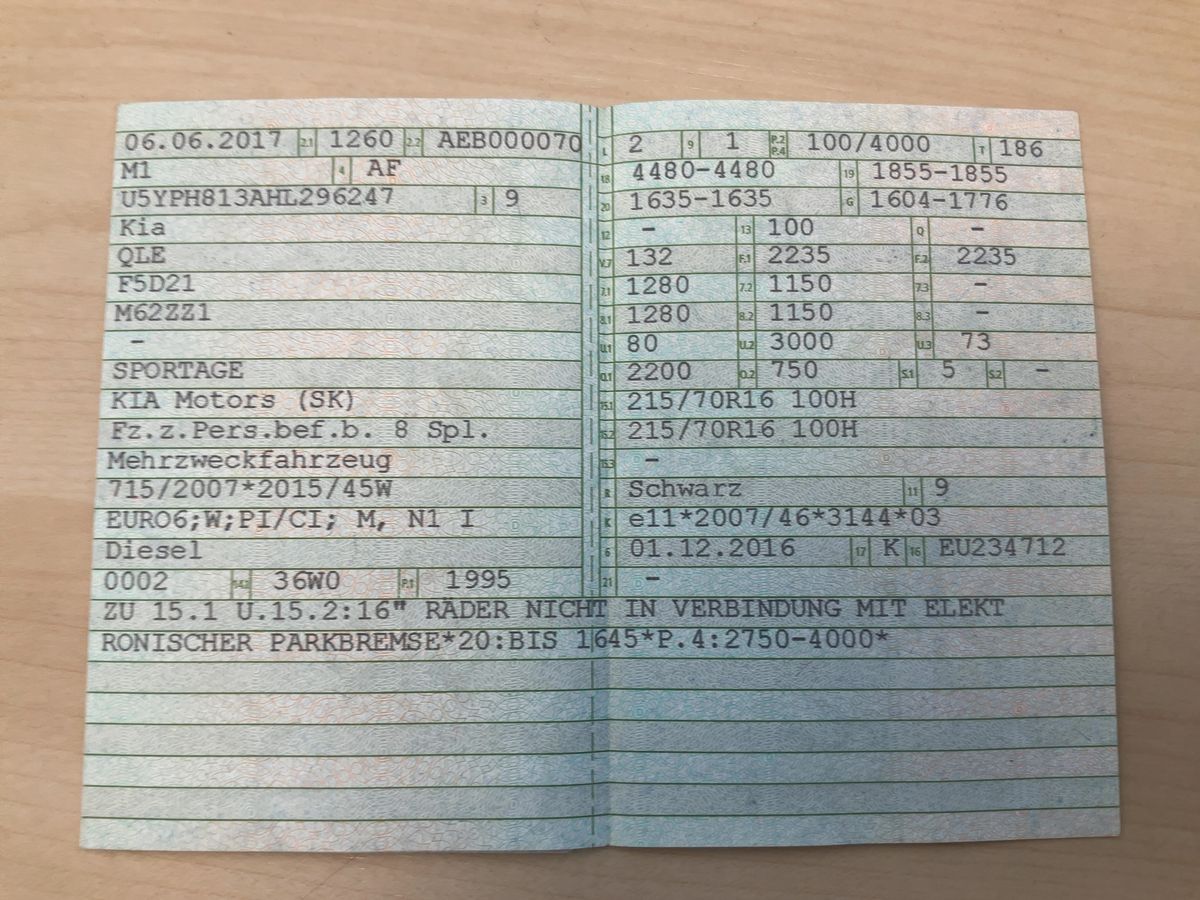 06.06.2017 2.1 1260 2.2 AEB000070 L 2 9 1 P.2 P.4 100/4000 T 186
M1 4 AF 18 4480-4480 19 1855-1855
U5YPH813AHL296247 3 9 20 1635-1635 G 1604-1776
Kia 12 - 13 100 Q -
QLE V.7 132 F.1 2235 F.2 2235
F5D21 7.1 1280 7.2 1150 7.3 -
M62ZZ1 8.1 1280 8.2 1150 8.3 -
- U.1 80 U.2 3000 U.3 73
SPORTAGE O.1 2200 O.2 750 S.1 5 S.2 -
KIA Motors (SK) 15.1 215/70R16 100H
Fz.z.Pers.bef.b. 8 Spl. 15.2 215/70R16 100H
Mehrzweckfahrzeug 15.3 -
715/2007*2015/45W R Schwarz 11 9
EURO6;W;PI/CI; M, N1 I K e11*2007/46*3144*03
Diesel 6 01.12.2016 17 K 16 EU234712
0002 14.1 36W0 P.1 1995 21 -
ZU 15.1 U.15.2:16" RÄDER NICHT IN VERBINDUNG MIT ELEKT
RONISCHER PARKBREMSE*20:BIS 1645*P.4:2750-4000*